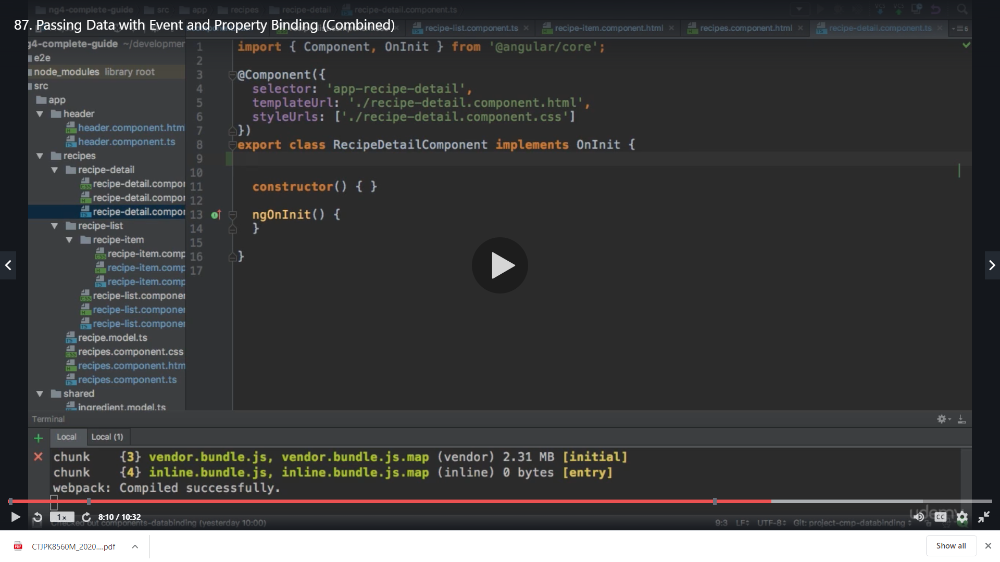 ng4-complete-guide src app recipes recipe-detail recipe-detail.component.ts
87. Passing Data with Event and Property Binding (Combined)
recipe-list.component.ts recipe-item.component.html recipes.component.html recipe-detail.component.ts 5
g4-complete-guide ~/developmer
e2e
node_modules library root
src
app
header
header.component.htm
header.component.ts
recipes
recipe-detail
recipe-detail.compor
recipe-detail.compor
recipe-detail.compor
recipe-list
recipe-item
recipe-item.comp
recipe-item.comp
recipe-item.comp
recipe-list.componer
recipe-list.componer
recipe-list.componer
recipe.model.ts
recipes.component.css
recipes.component.htm
recipes.component.ts
shared
ingredient.model.ts
1 import { Component, OnInit } from '@angular/core';
2
3 @Component({
4 selector: 'app-recipe-detail',
5 templateUrl: './recipe-detail.component.html',
6 styleUrls: ['./recipe-detail.component.css']
7 })
8 export class RecipeDetailComponent implements OnInit {
9
10
11 constructor() { }
12
13 ngOnInit() {
14 }
15
16 }
17
Terminal
Local Local (1)
chunk {3} vendor.bundle.js, vendor.bundle.js.map (vendor) 2.31 MB [initial]
chunk {4} inline.bundle.js, inline.bundle.js.map (inline) 0 bytes [entry]
webpack: Compiled successfully.
udemy
1x 8:10 / 10:32 CC
Checked out components-databinding (yesterday 10:00) 9:3 LF UTF-8 Git: project-cmp-databinding
CTJPK8560M_2020....pdf Show all